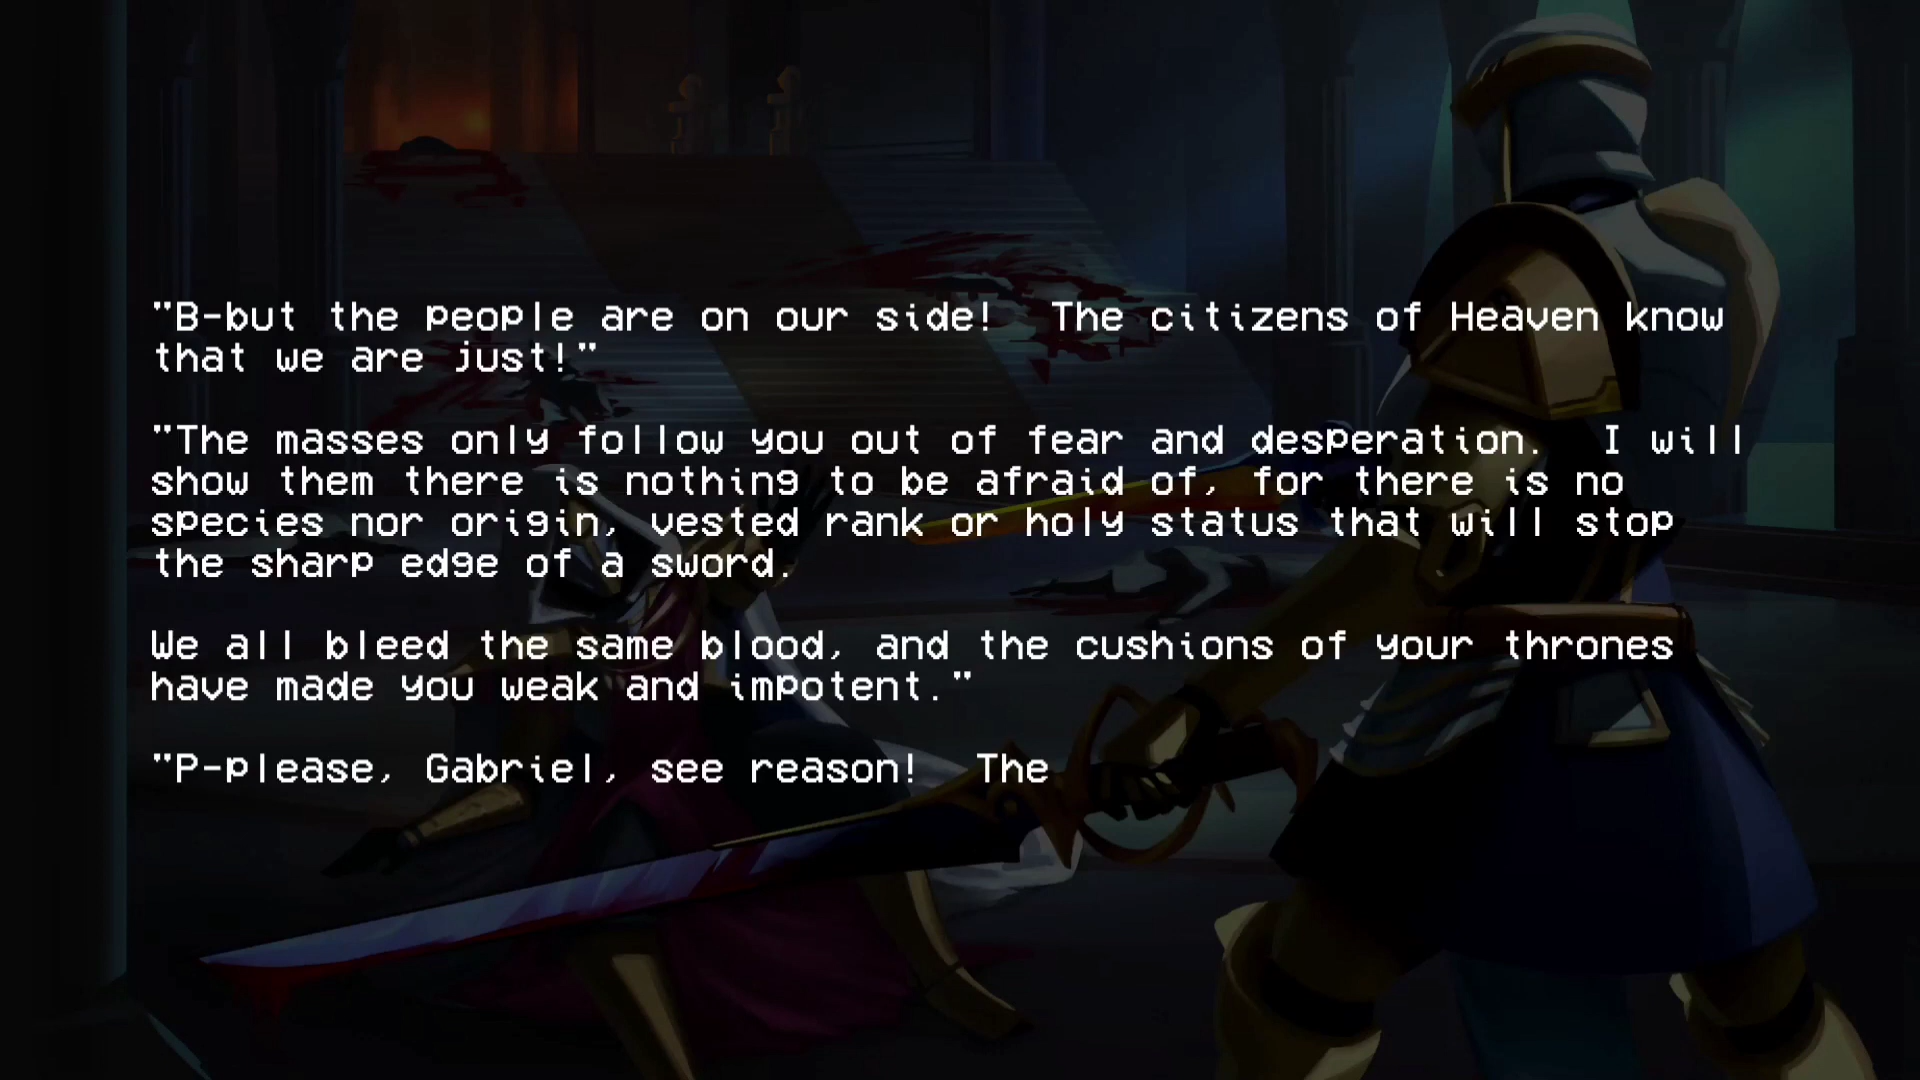 "B-but the people are on our side!  The citizens of Heaven know
that we are just!"
"The masses only follow you out of fear and desperation.  I will
show them there is nothing to be afraid of, for there is no
species nor origin, vested rank or holy status that will stop
the sharp edge of a sword.
We all bleed the same blood, and the cushions of your thrones
have made you weak and impotent."
"P-please, Gabriel, see reason!  The